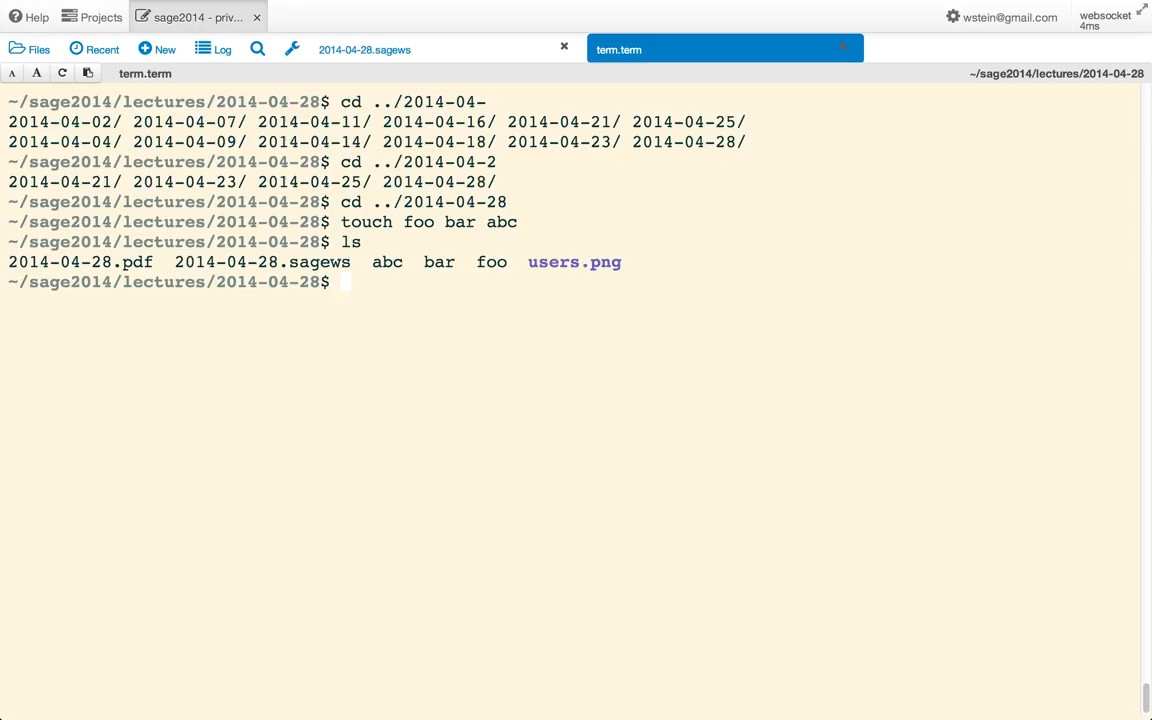 Help Projects sage2014 - priv... × wstein@gmail.com websocket
4ms
Files Recent New Log 2014-04-28.sagews × term.term ×
A A term.term ~/sage2014/lectures/2014-04-28
~/sage2014/lectures/2014-04-28$ cd ../2014-04-
2014-04-02/ 2014-04-07/ 2014-04-11/ 2014-04-16/ 2014-04-21/ 2014-04-25/
2014-04-04/ 2014-04-09/ 2014-04-14/ 2014-04-18/ 2014-04-23/ 2014-04-28/
~/sage2014/lectures/2014-04-28$ cd ../2014-04-2
2014-04-21/ 2014-04-23/ 2014-04-25/ 2014-04-28/
~/sage2014/lectures/2014-04-28$ cd ../2014-04-28
~/sage2014/lectures/2014-04-28$ touch foo bar abc
~/sage2014/lectures/2014-04-28$ ls
2014-04-28.pdf 2014-04-28.sagews abc bar foo users.png
~/sage2014/lectures/2014-04-28$